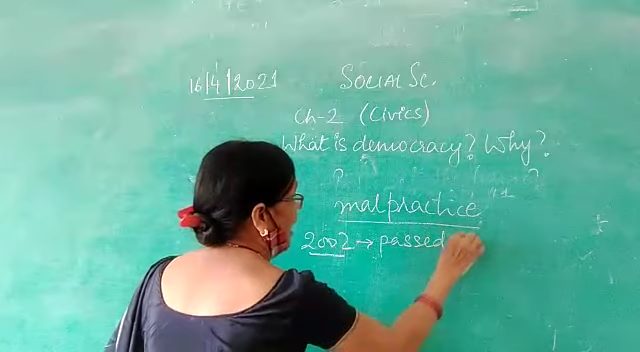 16/4/2021 SOCIAL SC.
Ch-2 (Civics)
What is democracy? Why?
malpractice
2002 → passed